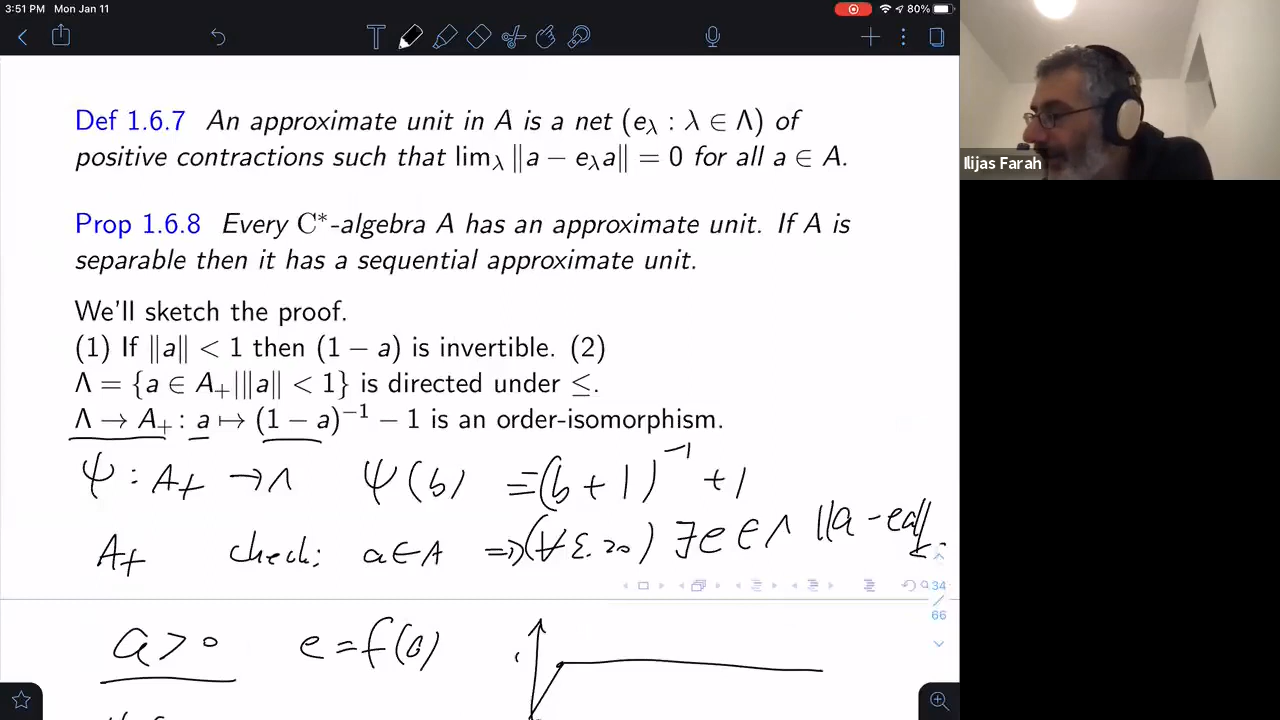 3:51 PM Mon Jan 11
80%
Def 1.6.7 An approximate unit in A is a net (e_λ : λ ∈ Λ) of
positive contractions such that lim_λ ‖a − e_λ a‖ = 0 for all a ∈ A.
Ilijas Farah
Prop 1.6.8 Every C*-algebra A has an approximate unit. If A is
separable then it has a sequential approximate unit.
We'll sketch the proof.
(1) If ‖a‖ < 1 then (1 − a) is invertible. (2)
Λ = {a ∈ A₊|‖a‖ < 1} is directed under ≤.
Λ → A₊: a ↦ (1 − a)⁻¹ − 1 is an order-isomorphism.
Ψ : A₊ → Λ Ψ(b) = (b + 1)⁻¹ + 1
A₊ check: a ∈ A ⇒ (∀ ε > 0) ∃ e ∈ Λ ‖a − ea‖
34
/
66
a > 0 e = f(a)